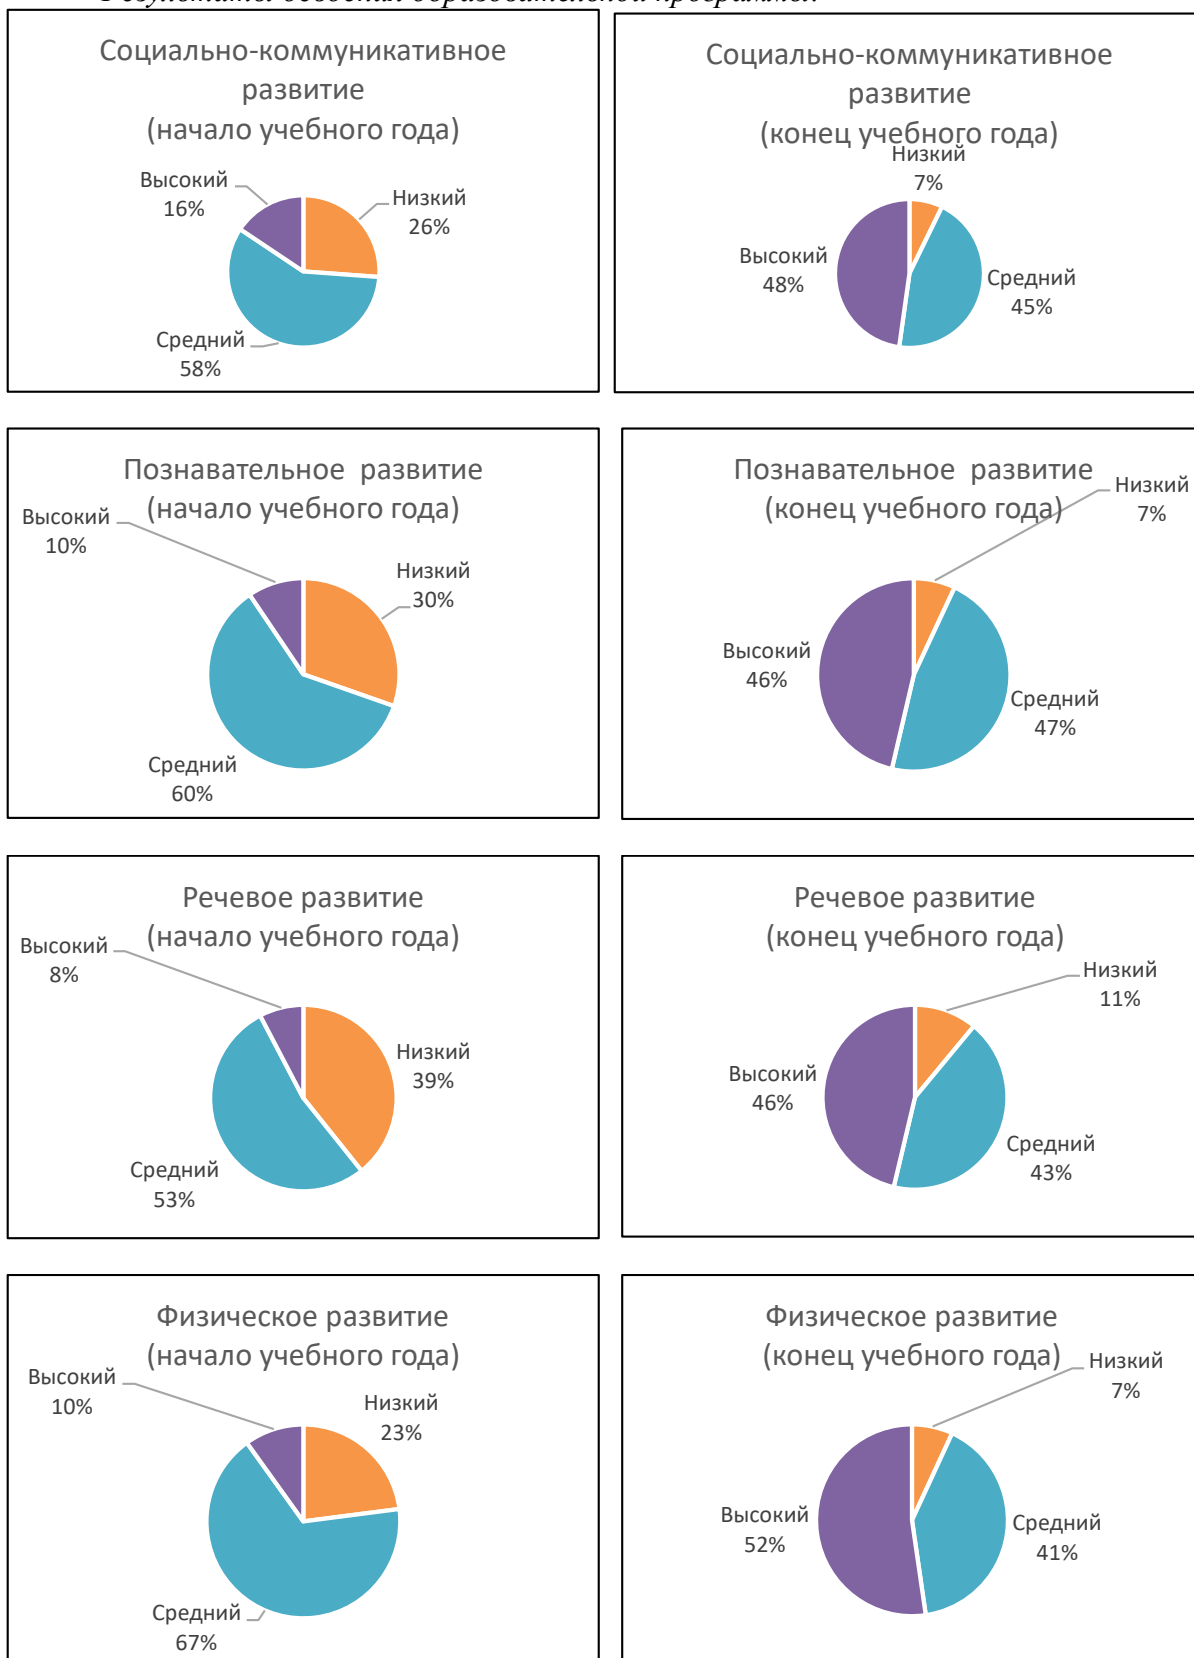 Социально-коммуникативное
развитие
(начало учебного года)
Высокий
16%
Низкий
26%
Средний
58%
Социально-коммуникативное
развитие
(конец учебного года)
Низкий
7%
Высокий
48%
Средний
45%
Познавательное  развитие
(начало учебного года)
Высокий
10%
Низкий
30%
Средний
60%
Познавательное  развитие
(конец учебного года)
Низкий
7%
Высокий
46%
Средний
47%
Речевое развитие
(начало учебного года)
Высокий
8%
Низкий
39%
Средний
53%
Речевое развитие
(конец учебного года)
Низкий
11%
Высокий
46%
Средний
43%
Физическое развитие
(начало учебного года)
Высокий
10%
Низкий
23%
Средний
67%
Физическое развитие
(конец учебного года)
Низкий
7%
Высокий
52%
Средний
41%